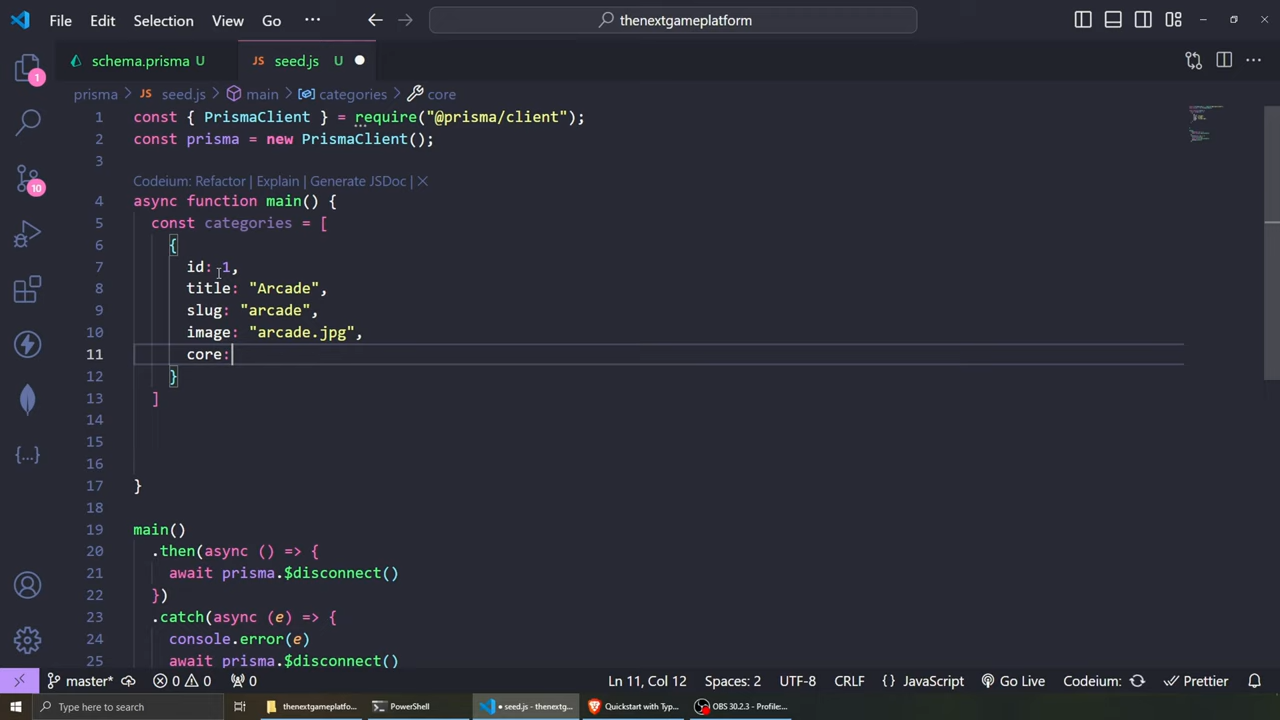 File Edit Selection View Go ··· thenextgameplatform
schema.prisma U JS seed.js U
prisma > JS seed.js > main > categories > core
1 const { PrismaClient } = require("@prisma/client");
2 const prisma = new PrismaClient();
3
Codeium: Refactor | Explain | Generate JSDoc | ×
4 async function main() {
5 const categories = [
6 {
7 id: 1,
8 title: "Arcade",
9 slug: "arcade",
10 image: "arcade.jpg",
11 core:
12 }
13 ]
14
15
16
17 }
18
19 main()
20 .then(async () => {
21 await prisma.$disconnect()
22 })
23 .catch(async (e) => {
24 console.error(e)
25 await prisma.$disconnect()
1
10
master* 0 0 0 Ln 11, Col 12 Spaces: 2 UTF-8 CRLF { } JavaScript Go Live Codeium: Prettier
Type here to search thenextgameplatfo... PowerShell • seed.js - thenextg... Quickstart with Typ... OBS 30.2.3 - Profile:...